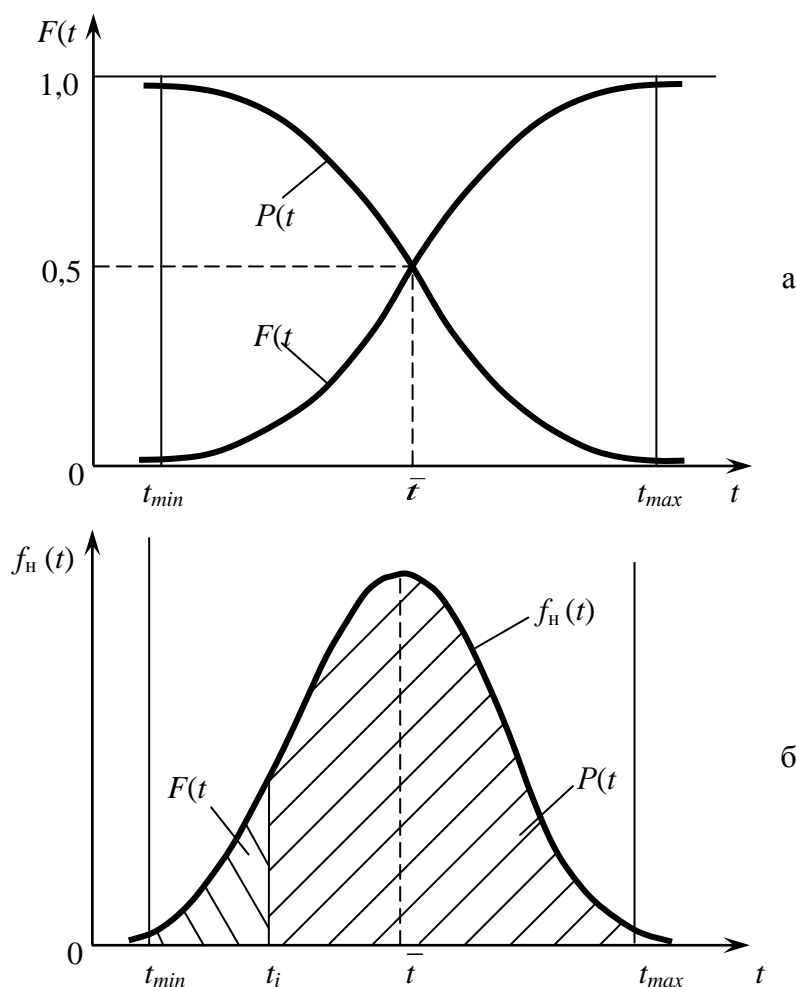 F(t
1,0
P(t
0,5
а
F(t
0
t_min t̅ t_max t
f_н (t)
f_н (t)
б
F(t
P(t
0
t_min t_i t̅ t_max t